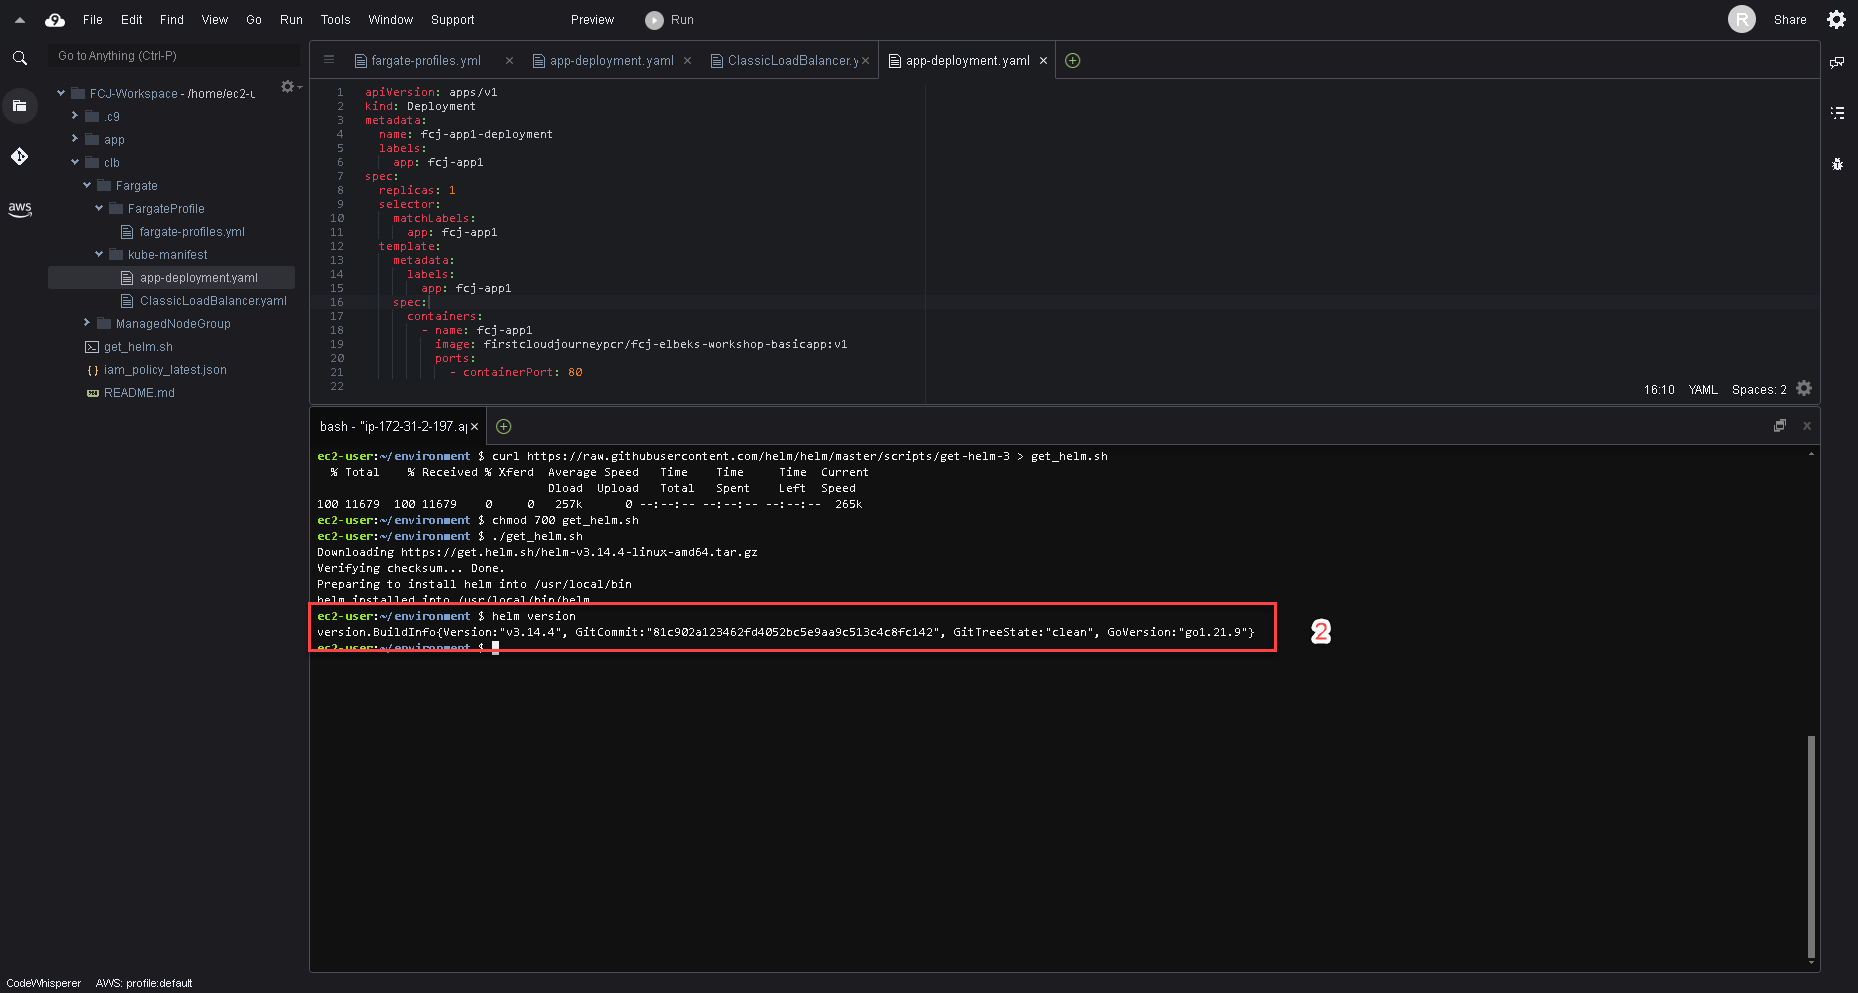 File Edit Find View Go Run Tools Window Support Preview Run R Share
Go to Anything (Ctrl-P)
FCJ-Workspace - /home/ec2-u
.c9
app
clb
Fargate
FargateProfile
fargate-profiles.yml
kube-manifest
app-deployment.yaml
ClassicLoadBalancer.yaml
ManagedNodeGroup
get_helm.sh
iam_policy_latest.json
README.md
aws
fargate-profiles.yml app-deployment.yaml ClassicLoadBalancer.y app-deployment.yaml
1 apiVersion: apps/v1
2 kind: Deployment
3 metadata:
4 name: fcj-app1-deployment
5 labels:
6 app: fcj-app1
7 spec:
8 replicas: 1
9 selector:
10 matchLabels:
11 app: fcj-app1
12 template:
13 metadata:
14 labels:
15 app: fcj-app1
16 spec:
17 containers:
18 - name: fcj-app1
19 image: firstcloudjourneypcr/fcj-elbeks-workshop-basicapp:v1
20 ports:
21 - containerPort: 80
22
16:10 YAML Spaces: 2
bash - "ip-172-31-2-197.a
ec2-user:~/environment $ curl https://raw.githubusercontent.com/helm/helm/master/scripts/get-helm-3 > get_helm.sh
% Total % Received % Xferd Average Speed Time Time Time Current
Dload Upload Total Spent Left Speed
100 11679 100 11679 0 0 257k 0 --:--:-- --:--:-- --:--:-- 265k
ec2-user:~/environment $ chmod 700 get_helm.sh
ec2-user:~/environment $ ./get_helm.sh
Downloading https://get.helm.sh/helm-v3.14.4-linux-amd64.tar.gz
Verifying checksum... Done.
Preparing to install helm into /usr/local/bin
helm installed into /usr/local/bin/helm
ec2-user:~/environment $ helm version
version.BuildInfo{Version:"v3.14.4", GitCommit:"81c902a123462fd4052bc5e9aa9c513c4c8fc142", GitTreeState:"clean", GoVersion:"go1.21.9"}
ec2-user:~/environment $
2
CodeWhisperer AWS: profile:default